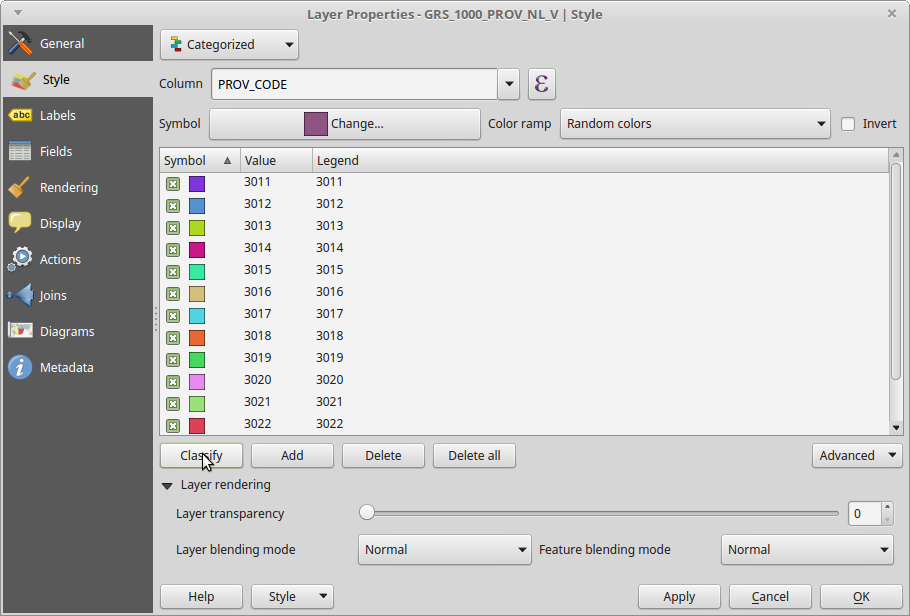 Layer Properties - GRS_1000_PROV_NL_V | Style
General
Style
Labels
Fields
Rendering
Display
Actions
Joins
Diagrams
Metadata
Categorized
Column PROV_CODE ε
Symbol Change... Color ramp Random colors Invert
Symbol Value Legend
3011 3011
3012 3012
3013 3013
3014 3014
3015 3015
3016 3016
3017 3017
3018 3018
3019 3019
3020 3020
3021 3021
3022 3022
Classify Add Delete Delete all Advanced
Layer rendering
Layer transparency 0
Layer blending mode Normal Feature blending mode Normal
Help Style Apply Cancel OK
abc
i